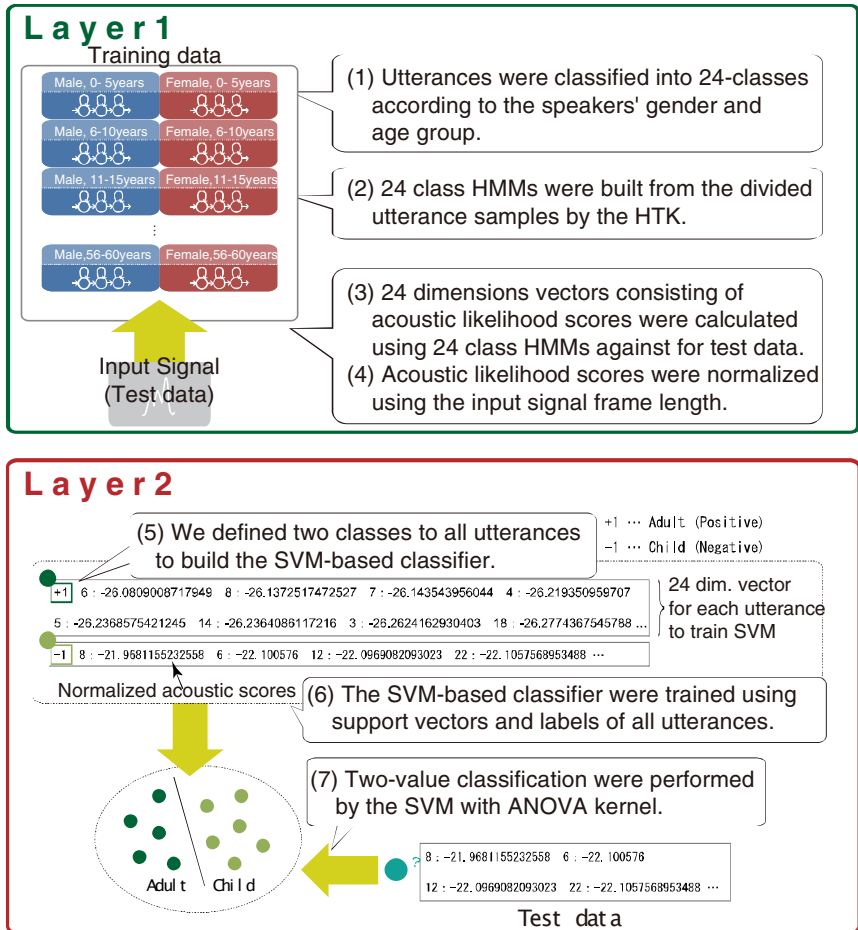 Layer1
Training data
Male, 0- 5years Female, 0- 5years
Male, 6-10years Female, 6-10years
Male, 11-15years Female,11-15years
⋮
Male,56-60years Female,56-60years
Input Signal
(Test data)
(1) Utterances were classified into 24-classes
according to the speakers' gender and
age group.
(2) 24 class HMMs were built from the divided
utterance samples by the HTK.
(3) 24 dimensions vectors consisting of
acoustic likelihood scores were calculated
using 24 class HMMs against for test data.
(4) Acoustic likelihood scores were normalized
using the input signal frame length.
Layer2
(5) We defined two classes to all utterances
to build the SVM-based classifier.
+1 ··· Adult (Positive)
-1 ··· Child (Negative)
+1 6 : -26.0809008717949 8 : -26.1372517472527 7 : -26.143543956044 4 : -26.219350959707
5 : -26.2368575421245 14 : -26.2364086117216 3 : -26.2624162930403 18 : -26.2774367545788 ...
-1 8 : -21.9681155232558 6 : -22.100576 12 : -22.0969082093023 22 : -22.1057568953488 ···
24 dim. vector
for each utterance
to train SVM
Normalized acoustic scores
(6) The SVM-based classifier were trained using
support vectors and labels of all utterances.
(7) Two-value classification were performed
by the SVM with ANOVA kernel.
Adult Child
?
8 : -21.9681155232558 6 : -22.100576
12 : -22.0969082093023 22 : -22.1057568953488 ···
Test data